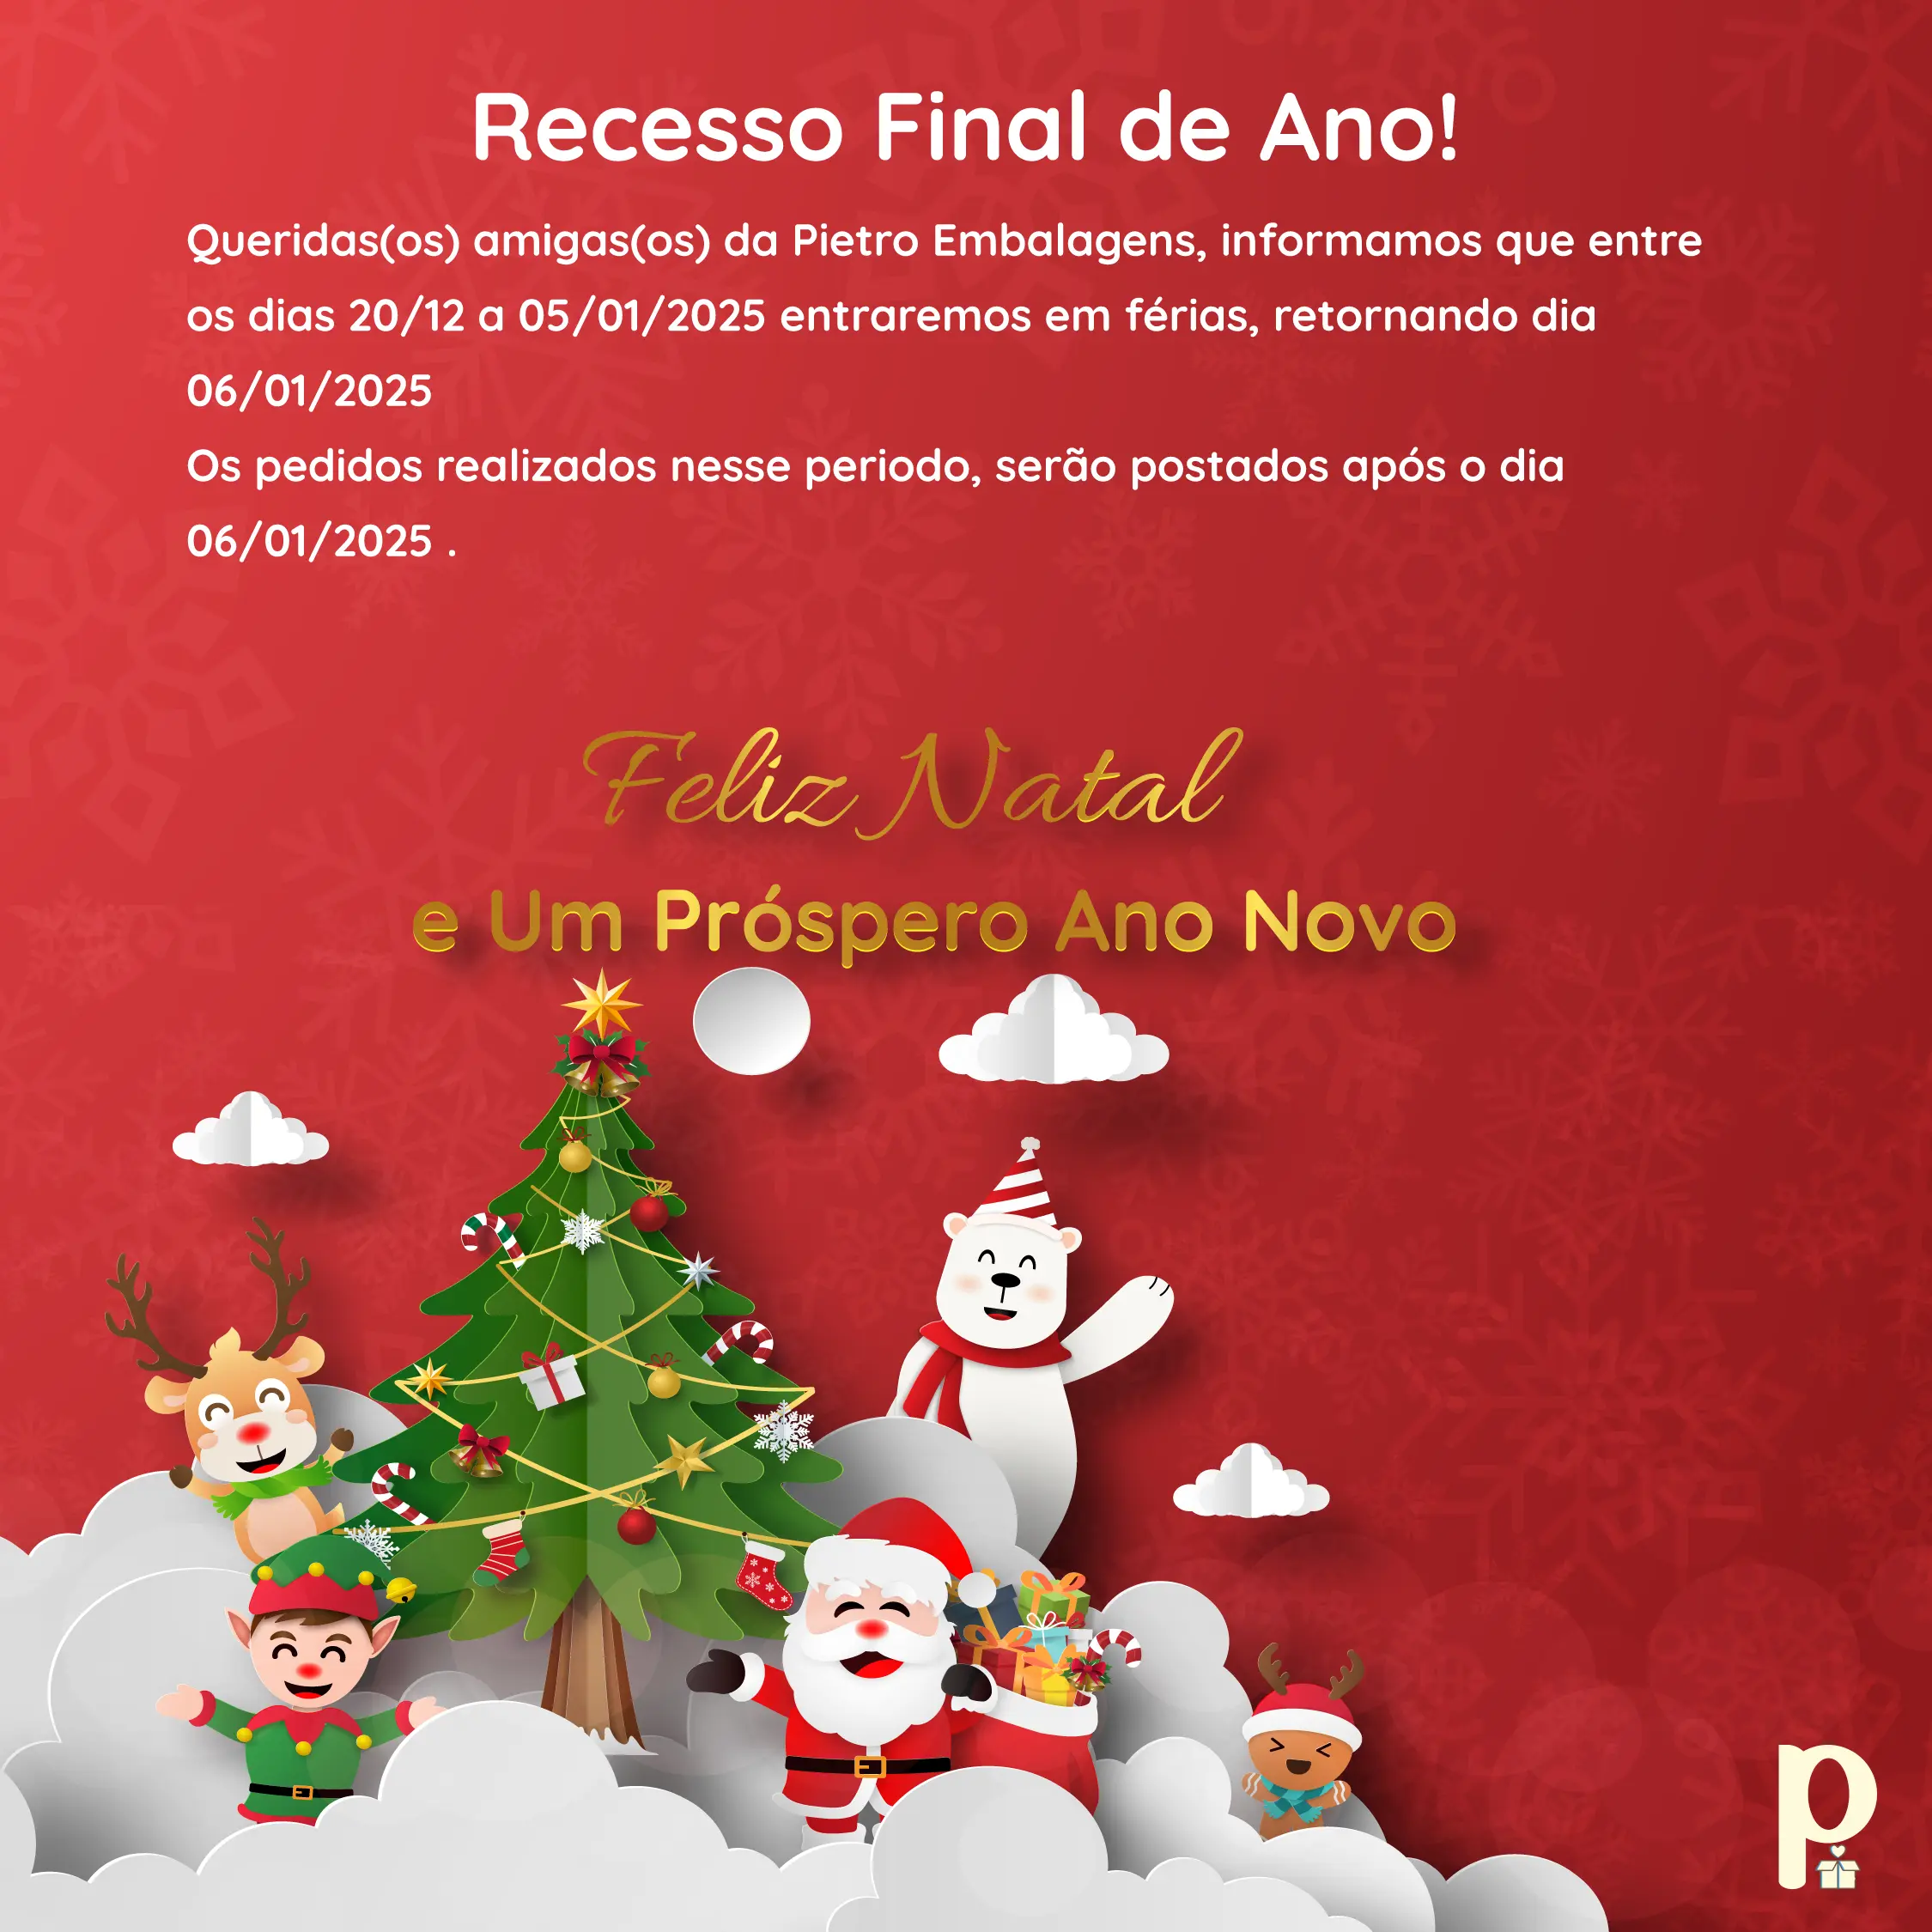 Recesso Final de Ano!
Queridas(os) amigas(os) da Pietro Embalagens, informamos que entre
os dias 20/12 a 05/01/2025 entraremos em férias, retornando dia
06/01/2025
Os pedidos realizados nesse periodo, serão postados após o dia
06/01/2025 .
Feliz Natal
e Um Próspero Ano Novo
p